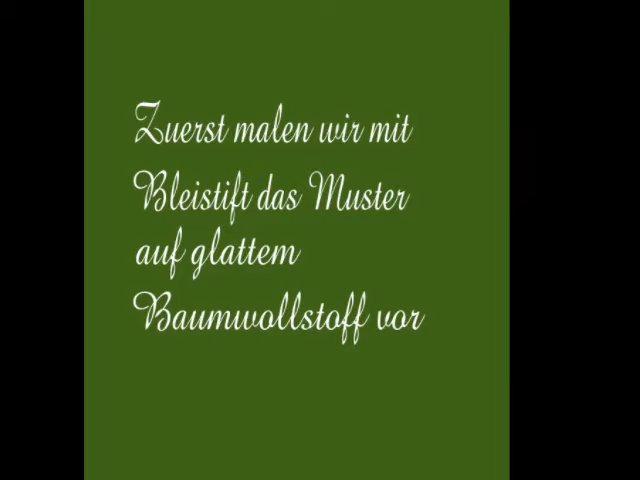 Zuerst malen wir mit
Bleistift das Muster
auf glattem
Baumwollstoff vor